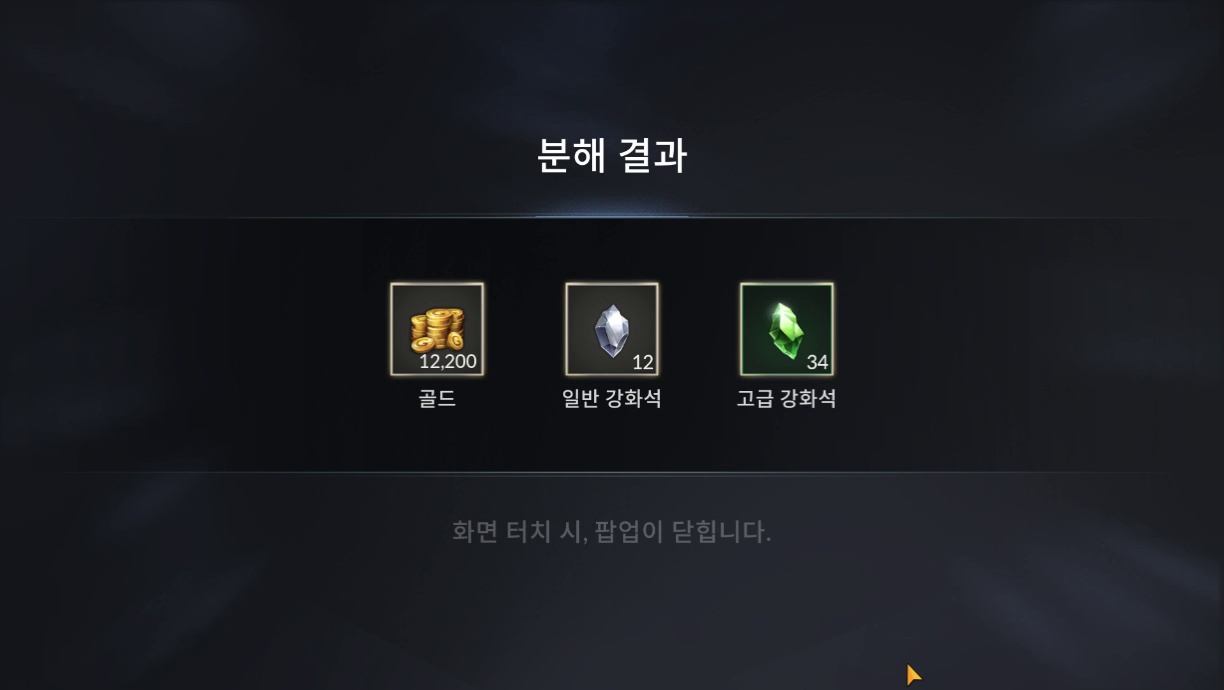 분해 결과
12,200
12
34
골드
일반 강화석
고급 강화석
화면 터치 시, 팝업이 닫힙니다.